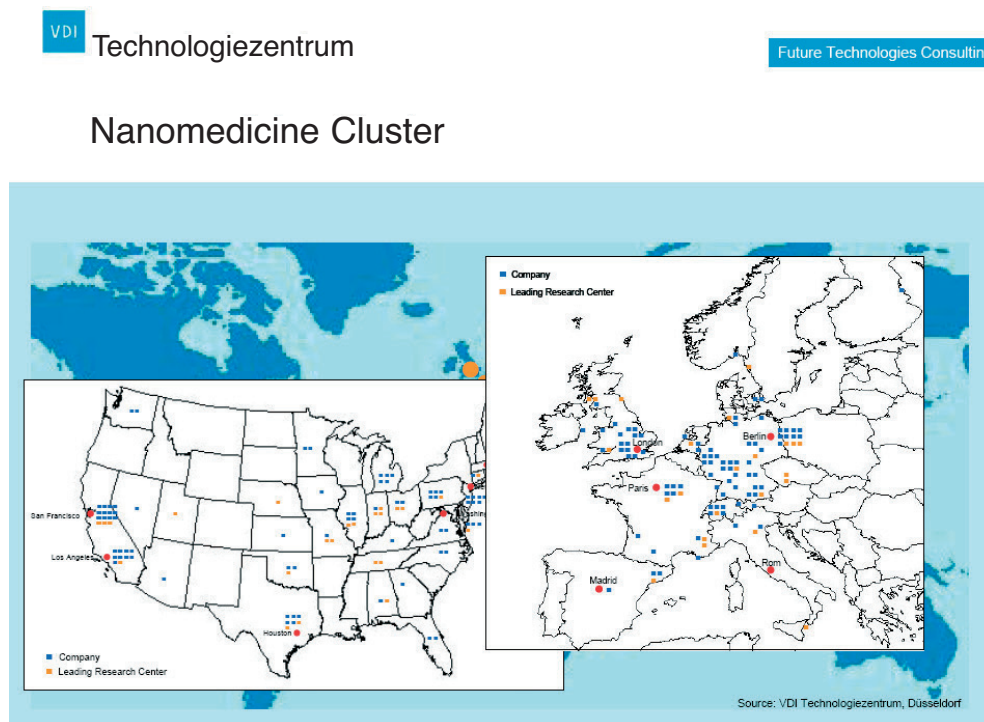 VDI
Technologiezentrum
Future Technologies Consultin
Nanomedicine Cluster
Company
Leading Research Center
London
Berlin
Paris
Madrid
Rom
San Francisco
Los Angeles
Houston
Company
Leading Research Center
Source: VDI Technologiezentrum, Düsseldorf